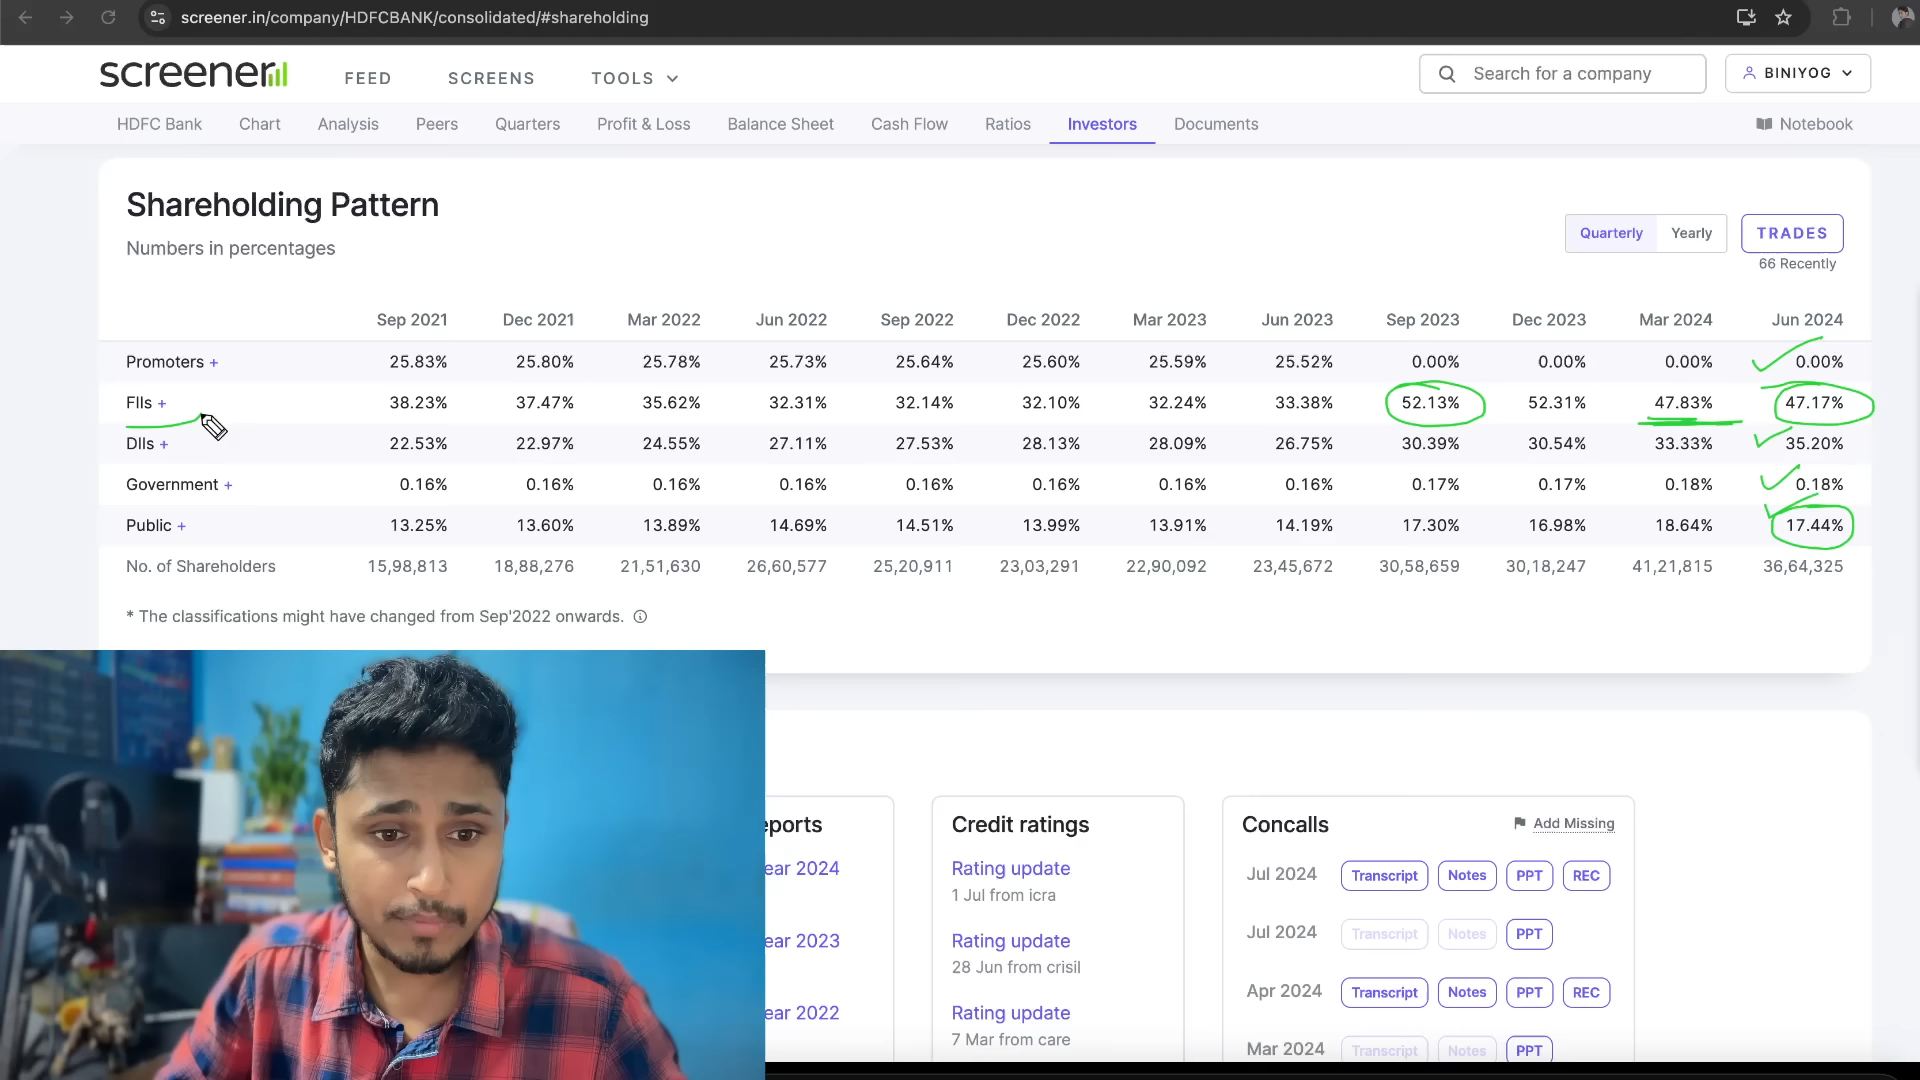 screener.in/company/HDFCBANK/consolidated/#shareholding
screener
FEED SCREENS TOOLS
Search for a company
BINIYOG
HDFC Bank Chart Analysis Peers Quarters Profit & Loss Balance Sheet Cash Flow Ratios Investors Documents Notebook
Shareholding Pattern
Numbers in percentages
Quarterly Yearly TRADES
66 Recently
Sep 2021 Dec 2021 Mar 2022 Jun 2022 Sep 2022 Dec 2022 Mar 2023 Jun 2023 Sep 2023 Dec 2023 Mar 2024 Jun 2024
Promoters + 25.83% 25.80% 25.78% 25.73% 25.64% 25.60% 25.59% 25.52% 0.00% 0.00% 0.00% 0.00%
FIIs + 38.23% 37.47% 35.62% 32.31% 32.14% 32.10% 32.24% 33.38% 52.13% 52.31% 47.83% 47.17%
DIIs + 22.53% 22.97% 24.55% 27.11% 27.53% 28.13% 28.09% 26.75% 30.39% 30.54% 33.33% 35.20%
Government + 0.16% 0.16% 0.16% 0.16% 0.16% 0.16% 0.16% 0.16% 0.17% 0.17% 0.18% 0.18%
Public + 13.25% 13.60% 13.89% 14.69% 14.51% 13.99% 13.91% 14.19% 17.30% 16.98% 18.64% 17.44%
No. of Shareholders 15,98,813 18,88,276 21,51,630 26,60,577 25,20,911 23,03,291 22,90,092 23,45,672 30,58,659 30,18,247 41,21,815 36,64,325
* The classifications might have changed from Sep'2022 onwards.
eports
ear 2024
ear 2023
ear 2022
Credit ratings
Rating update
1 Jul from icra
Rating update
28 Jun from crisil
Rating update
7 Mar from care
Concalls Add Missing
Jul 2024 Transcript Notes PPT REC
Jul 2024 Transcript Notes PPT
Apr 2024 Transcript Notes PPT REC
Mar 2024 Transcript Notes PPT